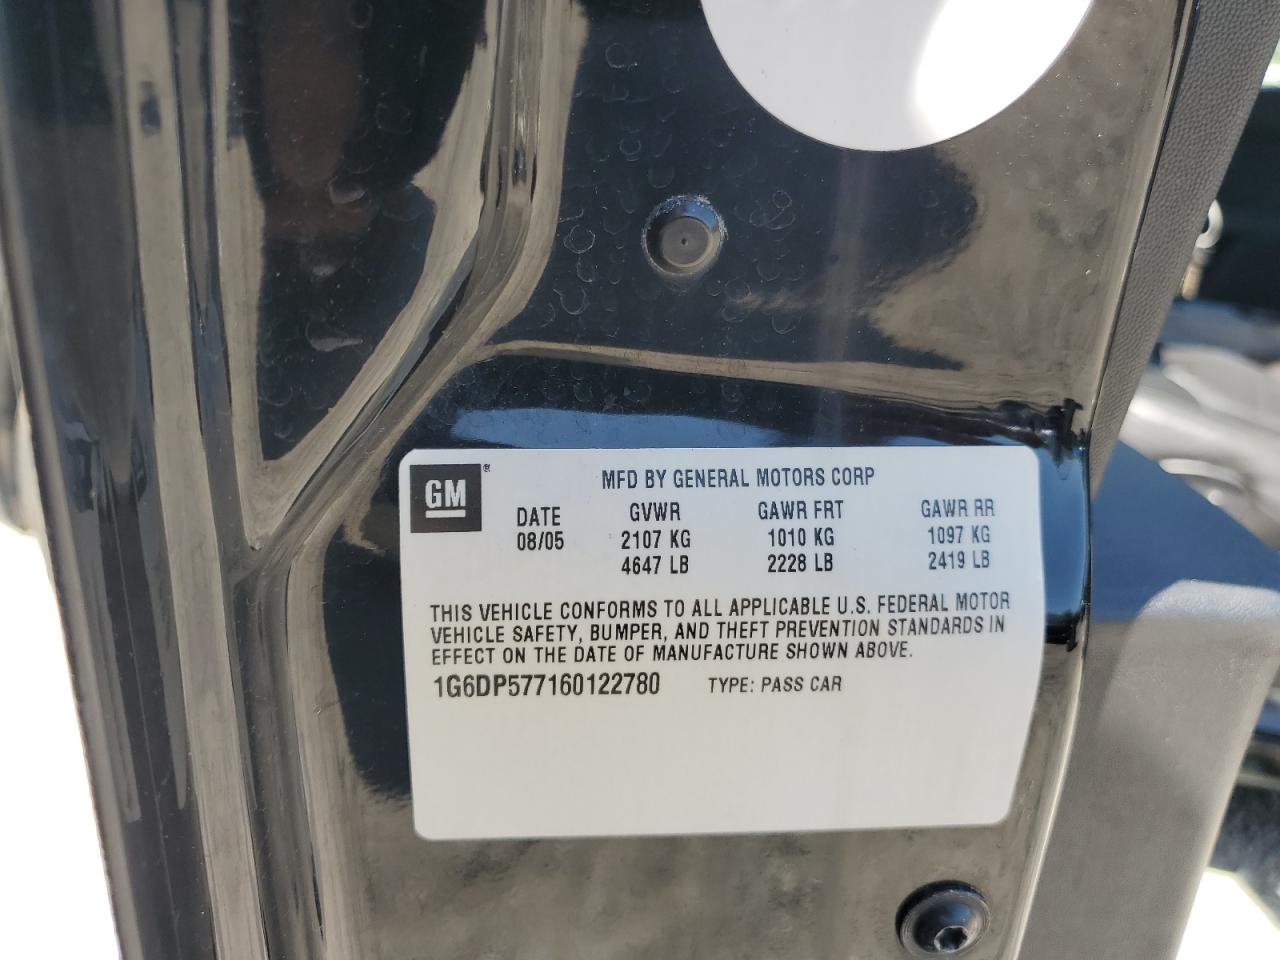 GM®
MFD BY GENERAL MOTORS CORP
DATE GVWR GAWR FRT GAWR RR
08/05 2107 KG 1010 KG 1097 KG
4647 LB 2228 LB 2419 LB
THIS VEHICLE CONFORMS TO ALL APPLICABLE U.S. FEDERAL MOTOR
VEHICLE SAFETY, BUMPER, AND THEFT PREVENTION STANDARDS IN
EFFECT ON THE DATE OF MANUFACTURE SHOWN ABOVE.
1G6DP577160122780 TYPE: PASS CAR